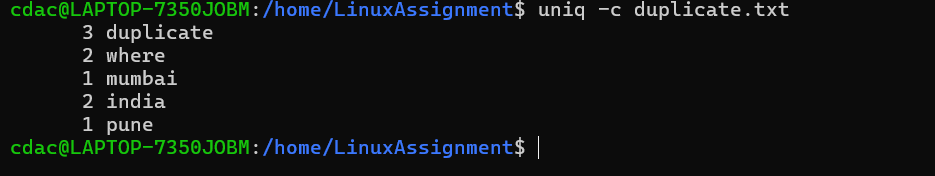 cdac@LAPTOP-7350JOBM:/home/LinuxAssignment$ uniq -c duplicate.txt
      3 duplicate
      2 where
      1 mumbai
      2 india
      1 pune
cdac@LAPTOP-7350JOBM:/home/LinuxAssignment$